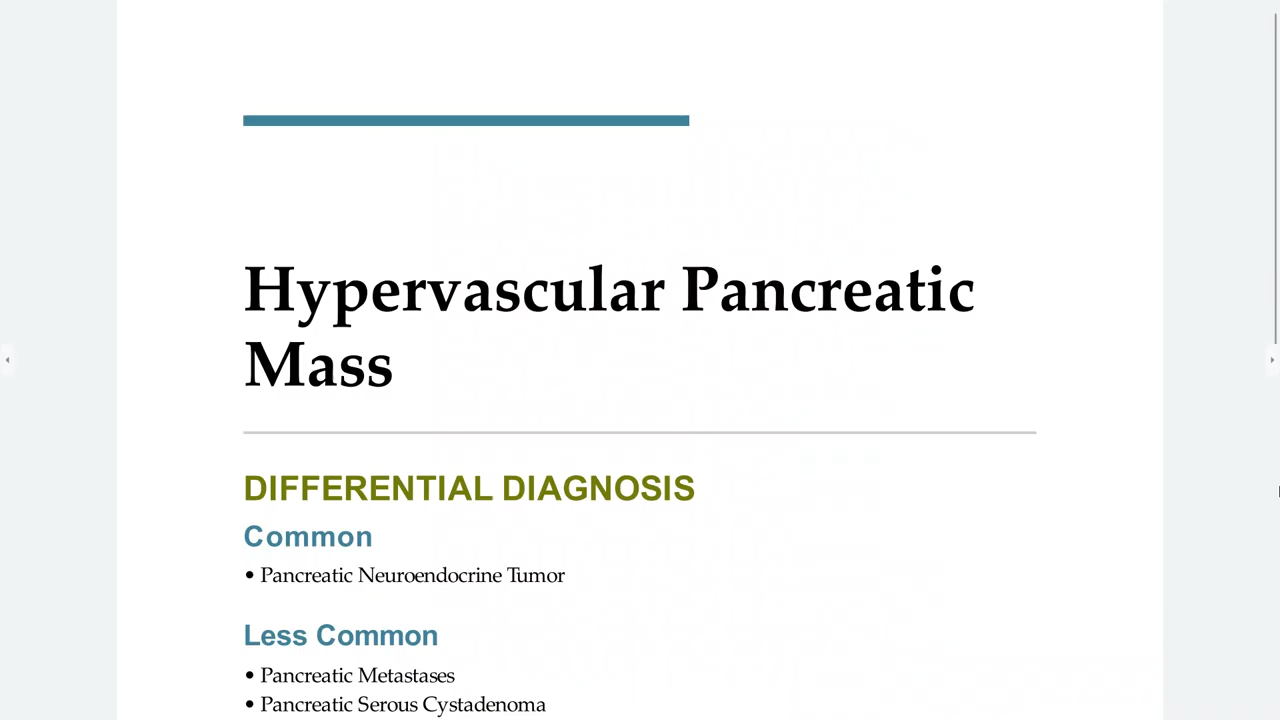 Hypervascular Pancreatic
Mass
DIFFERENTIAL DIAGNOSIS
Common
• Pancreatic Neuroendocrine Tumor
Less Common
• Pancreatic Metastases
• Pancreatic Serous Cystadenoma